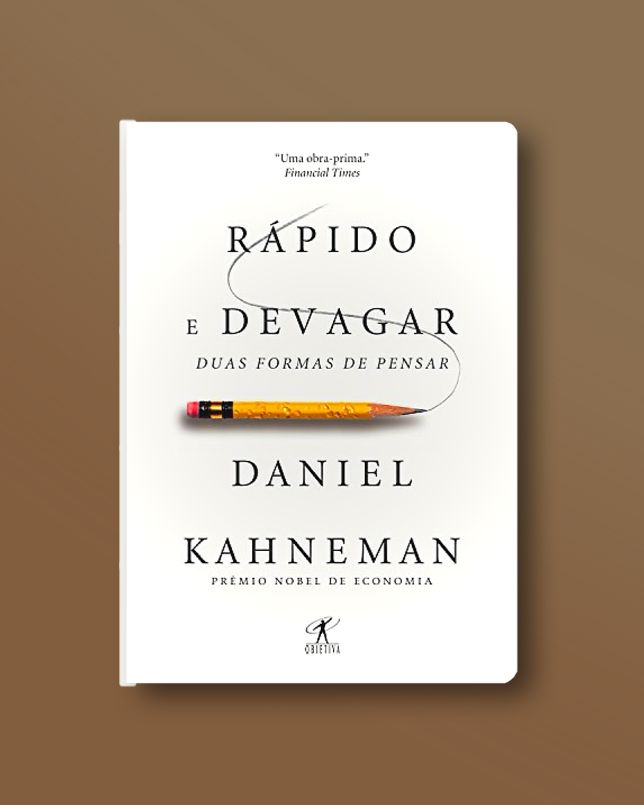 “Uma obra-prima.”
Financial Times
RÁPIDO
E DEVAGAR
DUAS FORMAS DE PENSAR
DANIEL
KAHNEMAN
PRÊMIO NOBEL DE ECONOMIA
OBJETIVA